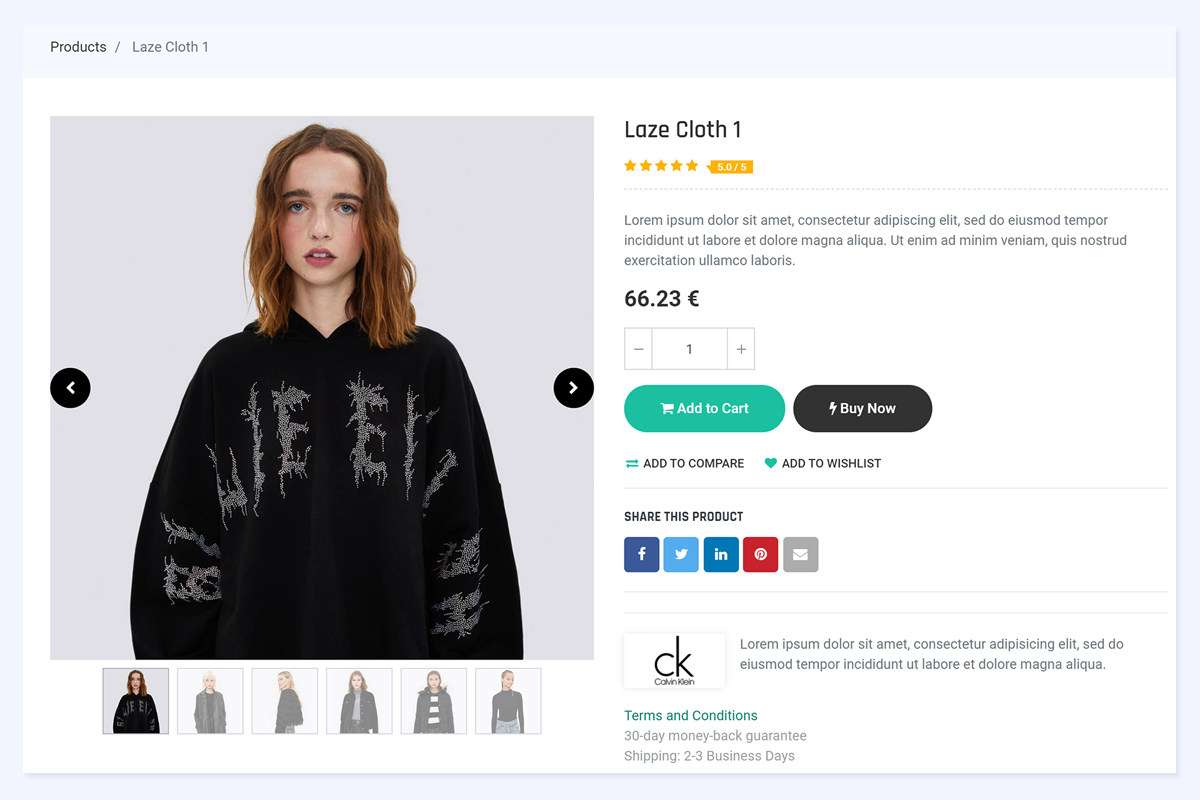 Products / Laze Cloth 1
Laze Cloth 1
5.0 / 5
Lorem ipsum dolor sit amet, consectetur adipiscing elit, sed do eiusmod tempor
incididunt ut labore et dolore magna aliqua. Ut enim ad minim veniam, quis nostrud
exercitation ullamco laboris.
66.23 €
− 1 +
Add to Cart
Buy Now
ADD TO COMPARE
ADD TO WISHLIST
SHARE THIS PRODUCT
ck
Calvin Klein
Lorem ipsum dolor sit amet, consectetur adipisicing elit, sed do
eiusmod tempor incididunt ut labore et dolore magna aliqua.
Terms and Conditions
30-day money-back guarantee
Shipping: 2-3 Business Days